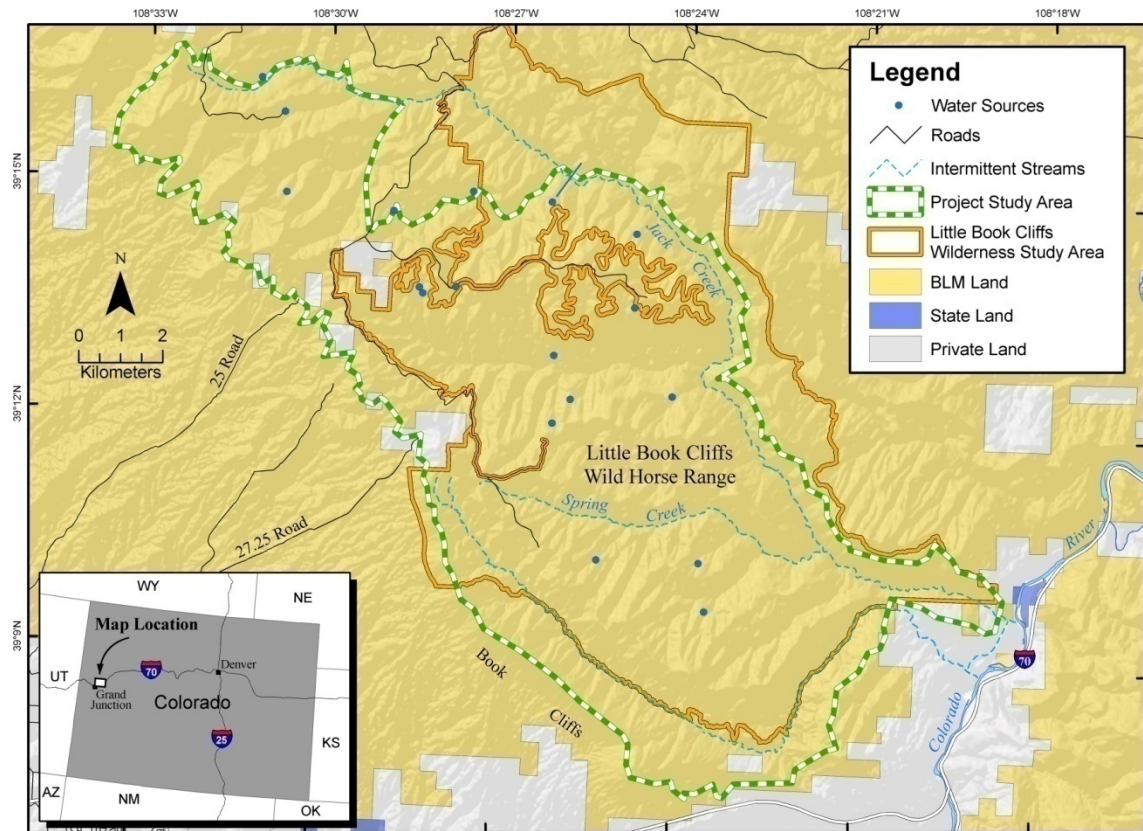 108°33'W
108°30'W
108°27'W
108°24'W
108°21'W
108°18'W
39°15'N
39°12'N
39°9'N
Legend
Water Sources
Roads
Intermittent Streams
Project Study Area
Little Book Cliffs
Wilderness Study Area
BLM Land
State Land
Private Land
N
0 1 2
Kilometers
25 Road
27.25 Road
Jack
Creek
Little Book Cliffs
Wild Horse Range
Spring
Creek
Book
Cliffs
River
Colorado
70
WY
NE
Map Location
UT
70
Denver
Grand
Junction
Colorado
25
KS
AZ
NM
OK